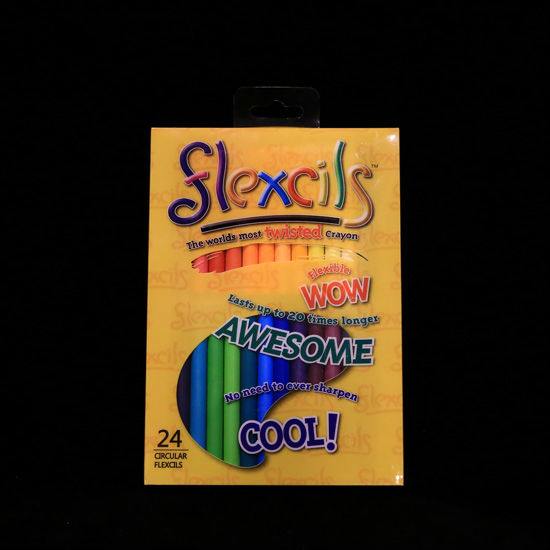 flexcils™
The worlds most twisted Crayon
flexible
WOW
Lasts up to 20 times longer
AWESOME
No need to ever sharpen
COOL!
24
CIRCULAR
FLEXCILS